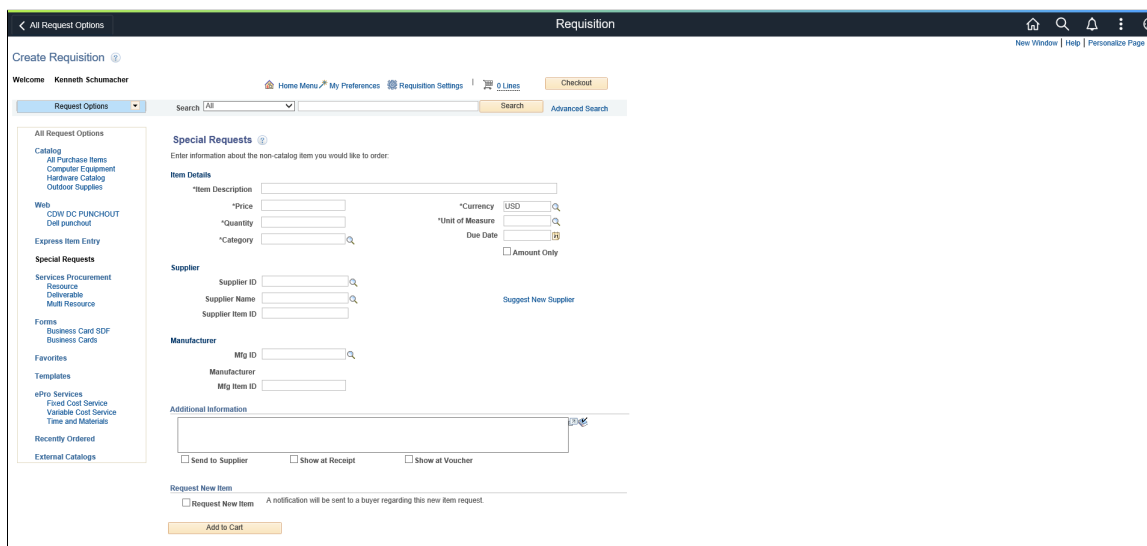 All Request Options
Requisition
New Window | Help | Personalize Page
Create Requisition
Welcome Kenneth Schumacher
Home Menu My Preferences Requisition Settings 0 Lines Checkout
Request Options Search All Search Advanced Search
All Request Options
Catalog
All Purchase Items
Computer Equipment
Hardware Catalog
Outdoor Supplies
Web
CDW DC PUNCHOUT
Dell punchout
Express Item Entry
Special Requests
Services Procurement
Resource
Deliverable
Multi Resource
Forms
Business Card SDF
Business Cards
Favorites
Templates
ePro Services
Fixed Cost Service
Variable Cost Service
Time and Materials
Recently Ordered
External Catalogs
Special Requests
Enter information about the non-catalog item you would like to order:
Item Details
*Item Description
*Price *Currency USD
*Quantity *Unit of Measure
*Category Due Date
Amount Only
Supplier
Supplier ID
Supplier Name Suggest New Supplier
Supplier Item ID
Manufacturer
Mfg ID
Manufacturer
Mfg Item ID
Additional Information
Send to Supplier Show at Receipt Show at Voucher
Request New Item
Request New Item A notification will be sent to a buyer regarding this new item request.
Add to Cart